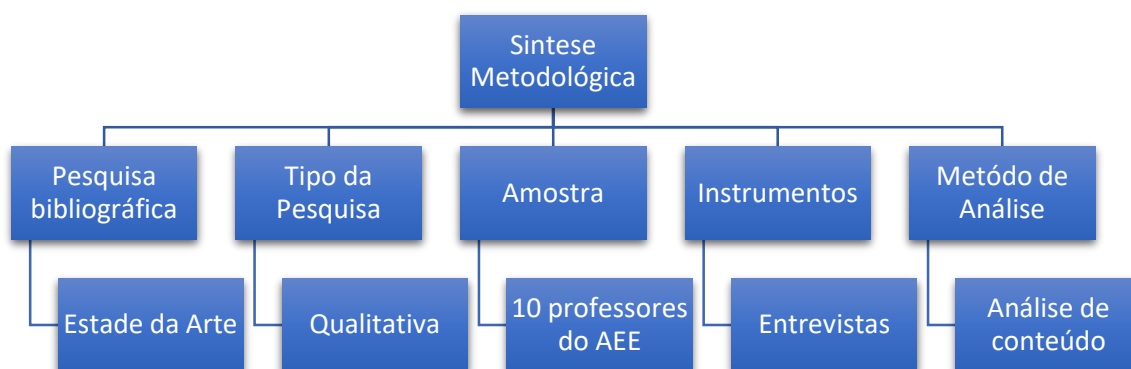 Sintese
Metodológica
Pesquisa
bibliográfica
Tipo da
Pesquisa
Amostra
Instrumentos
Metódo de
Análise
Estade da Arte
Qualitativa
10 professores
do AEE
Entrevistas
Análise de
conteúdo